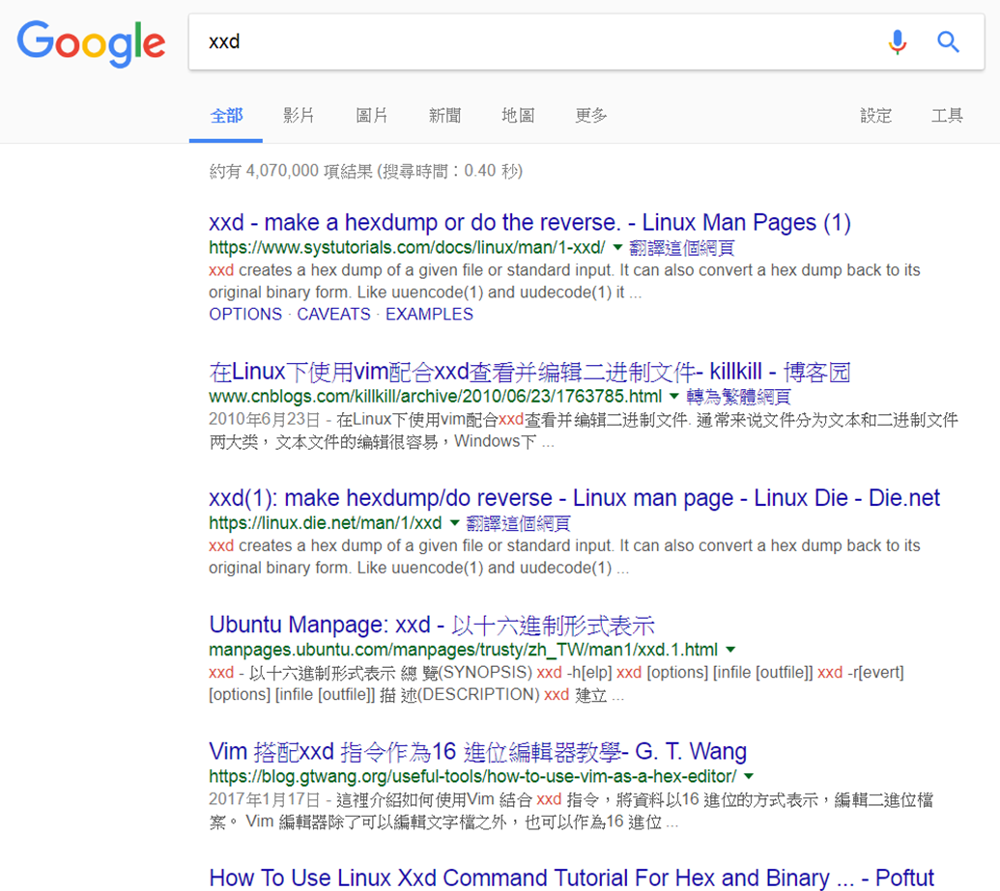 Google
xxd
全部 影片 圖片 新聞 地圖 更多 設定 工具
約有 4,070,000 項結果 (搜尋時間：0.40 秒)
xxd - make a hexdump or do the reverse. - Linux Man Pages (1)
https://www.systutorials.com/docs/linux/man/1-xxd/ ▼ 翻譯這個網頁
xxd creates a hex dump of a given file or standard input. It can also convert a hex dump back to its
original binary form. Like uuencode(1) and uudecode(1) it ...
OPTIONS · CAVEATS · EXAMPLES
在Linux下使用vim配合xxd查看并编辑二进制文件- killkill - 博客园
www.cnblogs.com/killkill/archive/2010/06/23/1763785.html ▼ 轉為繁體網頁
2010年6月23日 - 在Linux下使用vim配合xxd查看并编辑二进制文件. 通常来说文件分为文本和二进制文件
两大类，文本文件的编辑很容易，Windows下 ...
xxd(1): make hexdump/do reverse - Linux man page - Linux Die - Die.net
https://linux.die.net/man/1/xxd ▼ 翻譯這個網頁
xxd creates a hex dump of a given file or standard input. It can also convert a hex dump back to its
original binary form. Like uuencode(1) and uudecode(1) ...
Ubuntu Manpage: xxd - 以十六進制形式表示
manpages.ubuntu.com/manpages/trusty/zh_TW/man1/xxd.1.html ▼
xxd - 以十六進制形式表示 總 覽(SYNOPSIS) xxd -h[elp] xxd [options] [infile [outfile]] xxd -r[evert]
[options] [infile [outfile]] 描 述(DESCRIPTION) xxd 建立 ...
Vim 搭配xxd 指令作為16 進位編輯器教學- G. T. Wang
https://blog.gtwang.org/useful-tools/how-to-use-vim-as-a-hex-editor/ ▼
2017年1月17日 - 這裡介紹如何使用Vim 結合 xxd 指令，將資料以16 進位的方式表示，編輯二進位檔
案。 Vim 編輯器除了可以編輯文字檔之外，也可以作為16 進位 ...
How To Use Linux Xxd Command Tutorial For Hex and Binary ... - Poftut